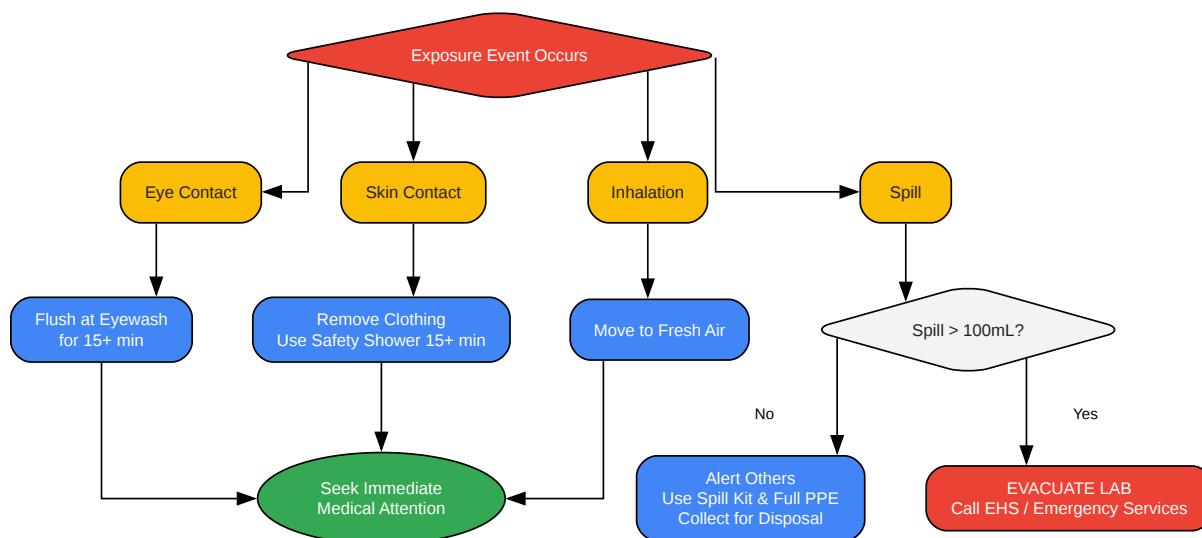 Exposure Event Occurs
Eye Contact
Skin Contact
Inhalation
Spill
Flush at Eyewash
for 15+ min
Remove Clothing
Use Safety Shower 15+ min
Move to Fresh Air
Spill > 100mL?
No
Yes
Seek Immediate
Medical Attention
Alert Others
Use Spill Kit & Full PPE
Collect for Disposal
EVACUATE LAB
Call EHS / Emergency Services